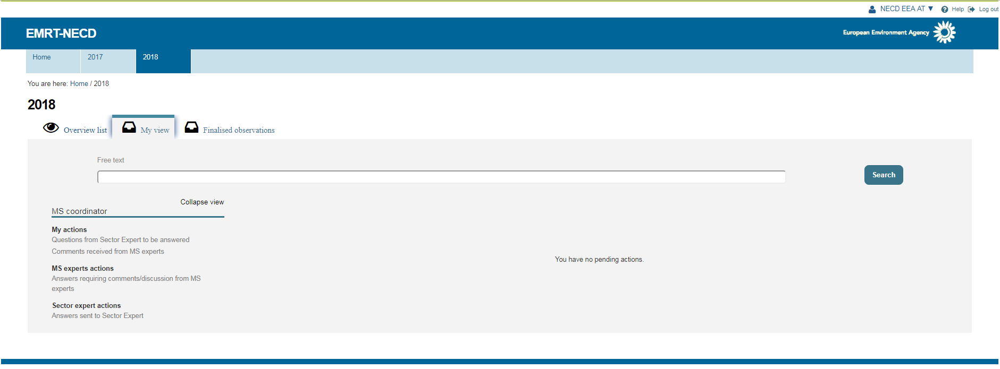 NECD EEA AT ▼ Help Log out
EMRT-NECD
European Environment Agency
Home 2017 2018
You are here: Home / 2018
2018
Overview list My view Finalised observations
Free text
Search
Collapse view
MS coordinator
My actions
Questions from Sector Expert to be answered
Comments received from MS experts
You have no pending actions.
MS experts actions
Answers requiring comments/discussion from MS
experts
Sector expert actions
Answers sent to Sector Expert